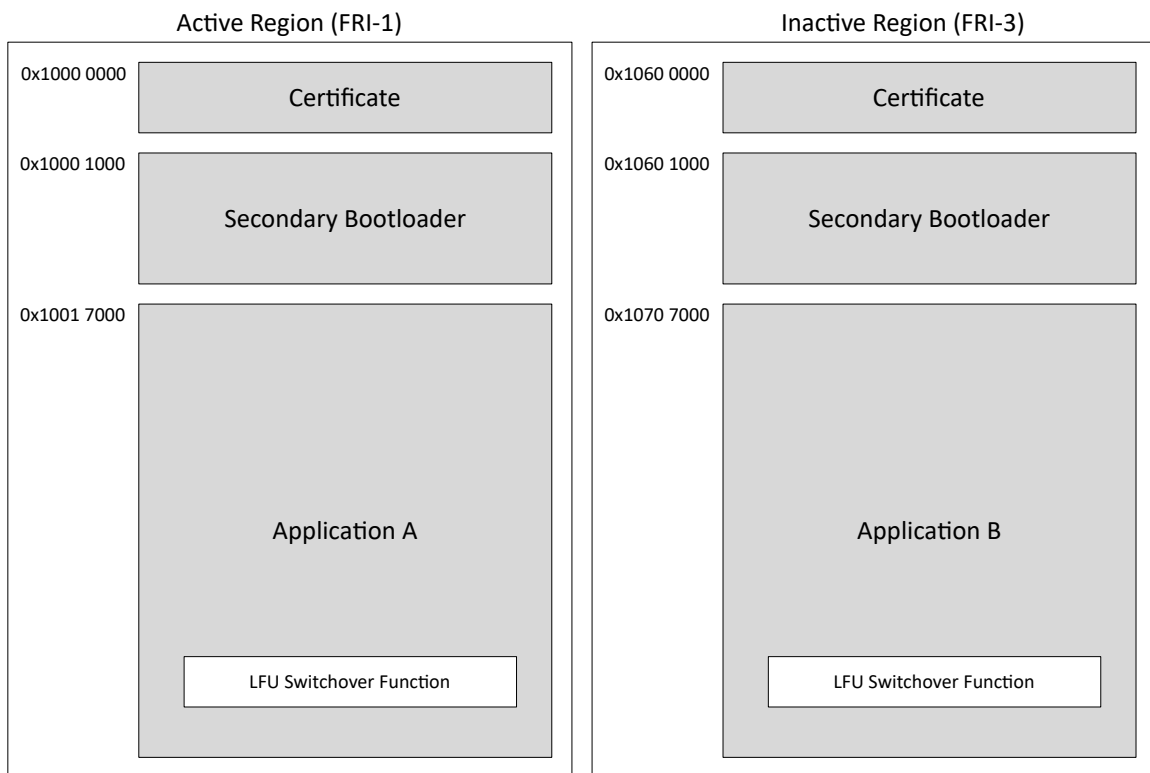 Active Region (FRI-1)
0x1000 0000
Certificate
0x1000 1000
Secondary Bootloader
0x1001 7000
Application A
LFU Switchover Function
Inactive Region (FRI-3)
0x1060 0000
Certificate
0x1060 1000
Secondary Bootloader
0x1070 7000
Application B
LFU Switchover Function